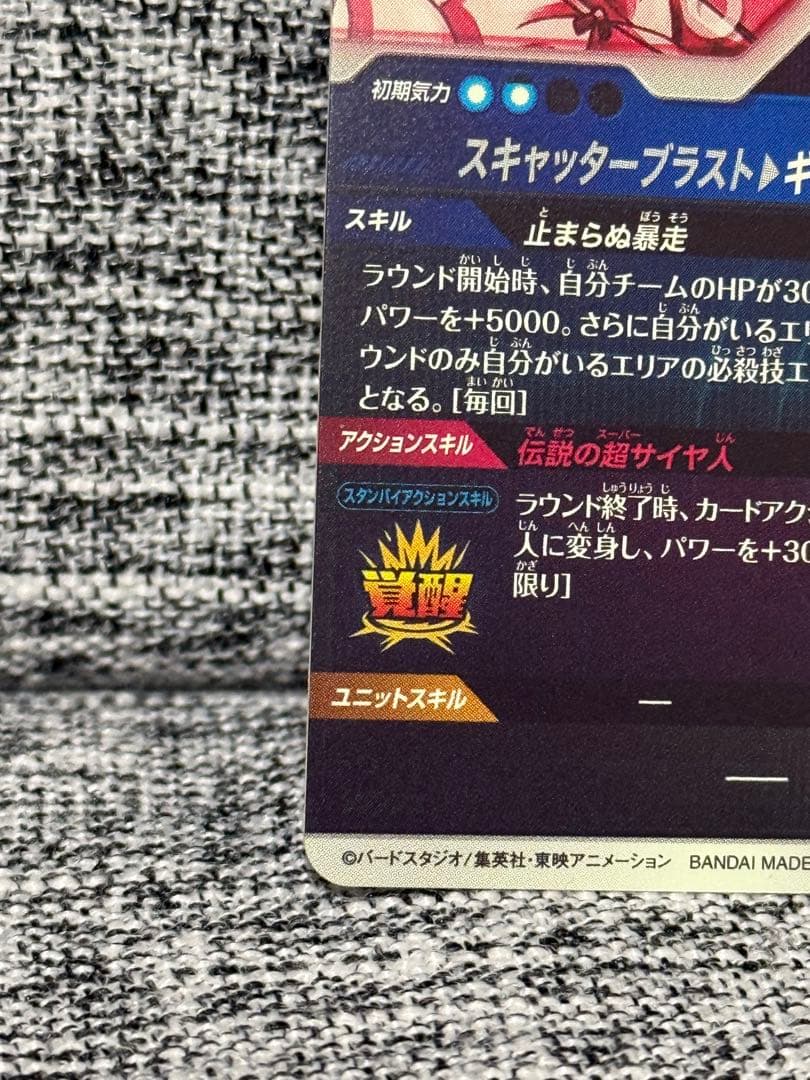 初期気力
スキャッターブラスト▶ギ
スキル
止まらぬ暴走
ラウンド開始時、自分チームのHPが30
パワーを+5000。さらに自分がいるエリ
ウンドのみ自分がいるエリアの必殺技エ
となる。[毎回]
アクションスキル
伝説の超サイヤ人
スタンバイアクションスキル
覚醒
ラウンド終了時、カードアク
人に変身し、パワーを+30
限り]
ユニットスキル
—
—
©バードスタジオ/集英社・東映アニメーション BANDAI MADE